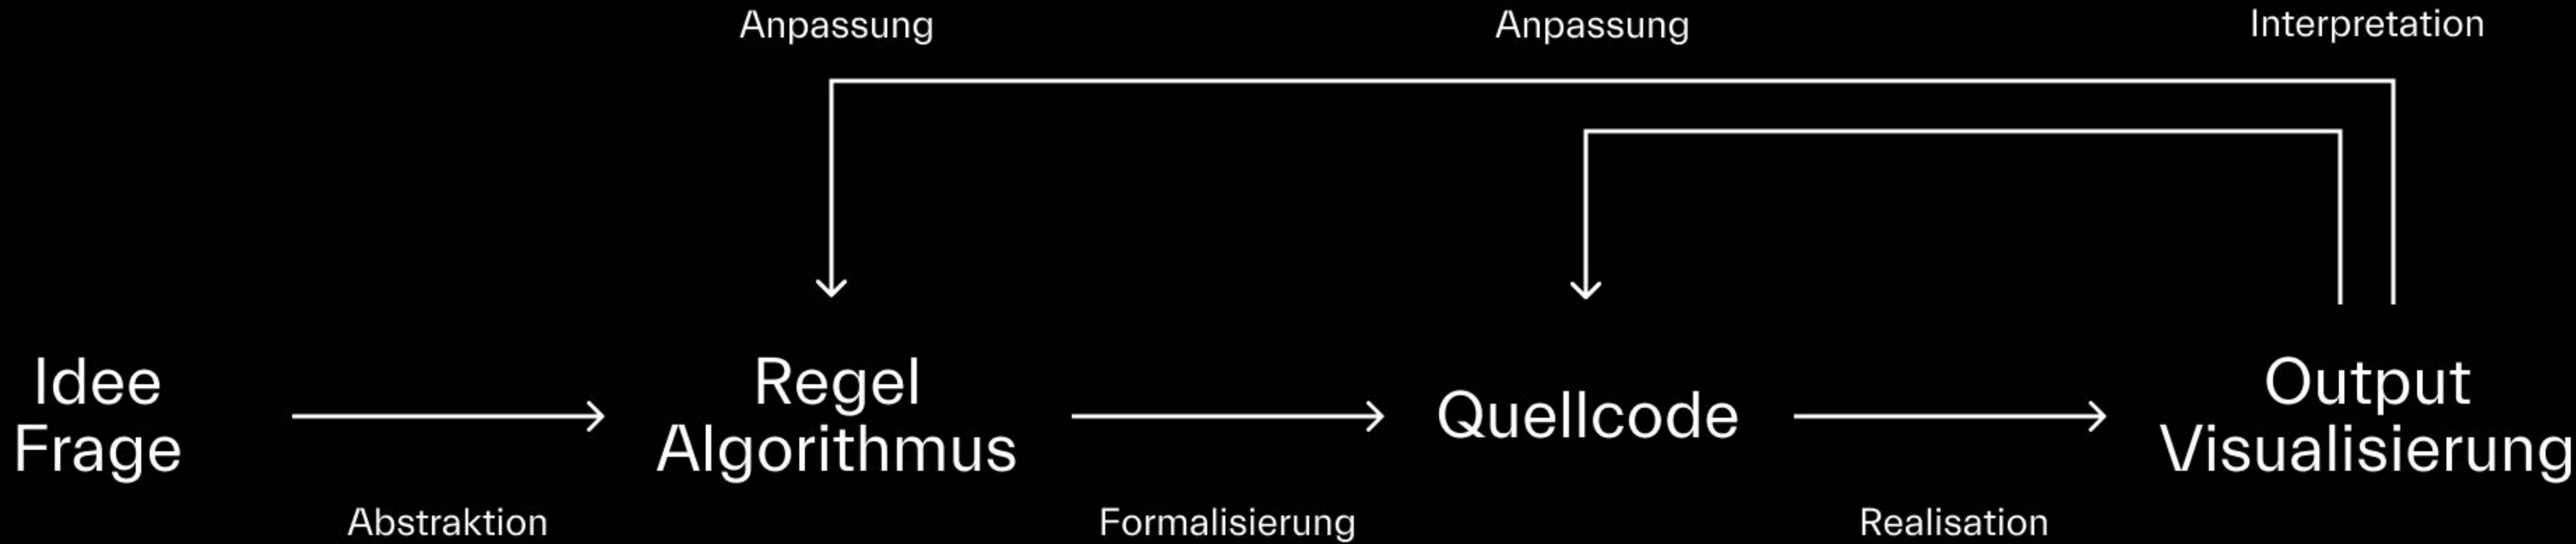 Anpassung
Anpassung
Interpretation
Idee
Frage
Regel
Algorithmus
Quellcode
Output
Visualisierung
Abstraktion
Formalisierung
Realisation